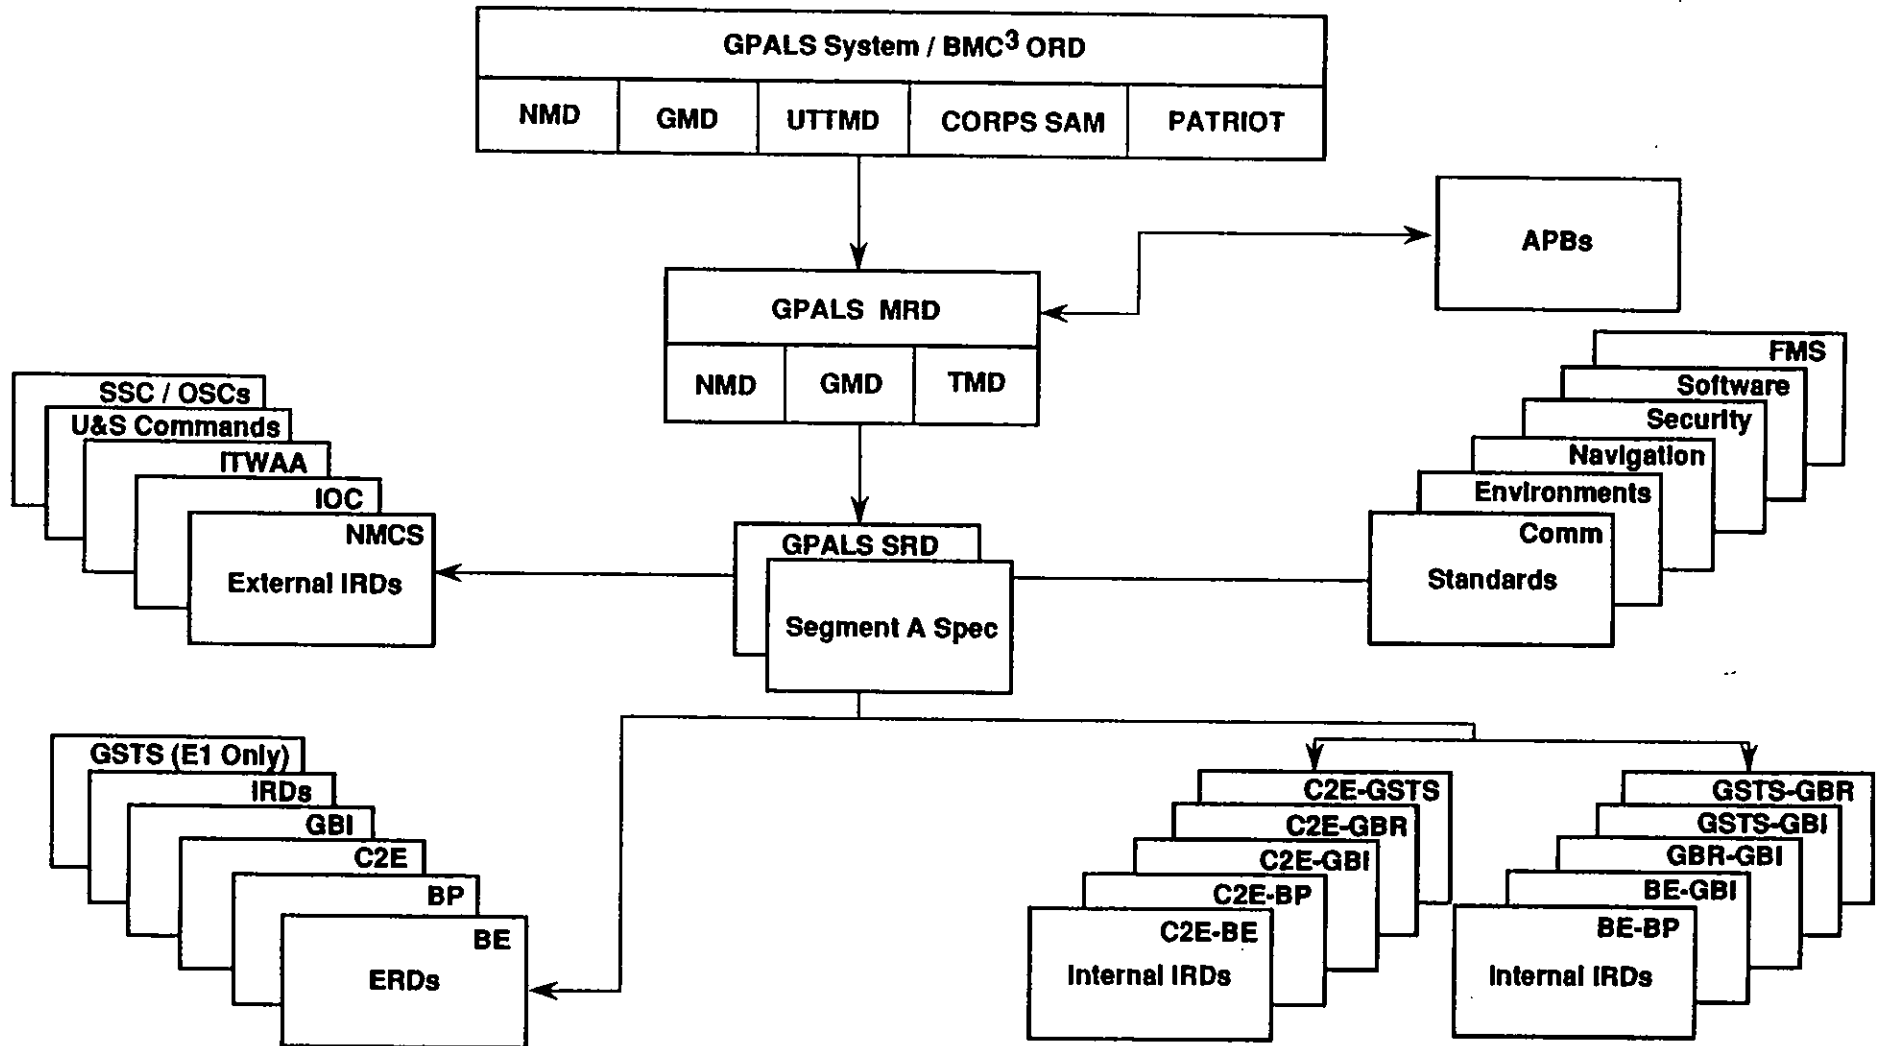 GPALS System / BMC³ ORD
NMD
GMD
UTTMD
CORPS SAM
PATRIOT
APBs
GPALS MRD
NMD
GMD
TMD
SSC / OSCs
U&S Commands
ITWAA
IOC
NMCS
External IRDs
GPALS SRD
Segment A Spec
FMS
Software
Security
Navigation
Environments
Comm
Standards
GSTS (E1 Only)
IRDs
GBI
C2E
BP
BE
ERDs
C2E-GSTS
C2E-GBR
C2E-GBI
C2E-BP
C2E-BE
Internal IRDs
GSTS-GBR
GSTS-GBI
GBR-GBI
BE-GBI
BE-BP
Internal IRDs